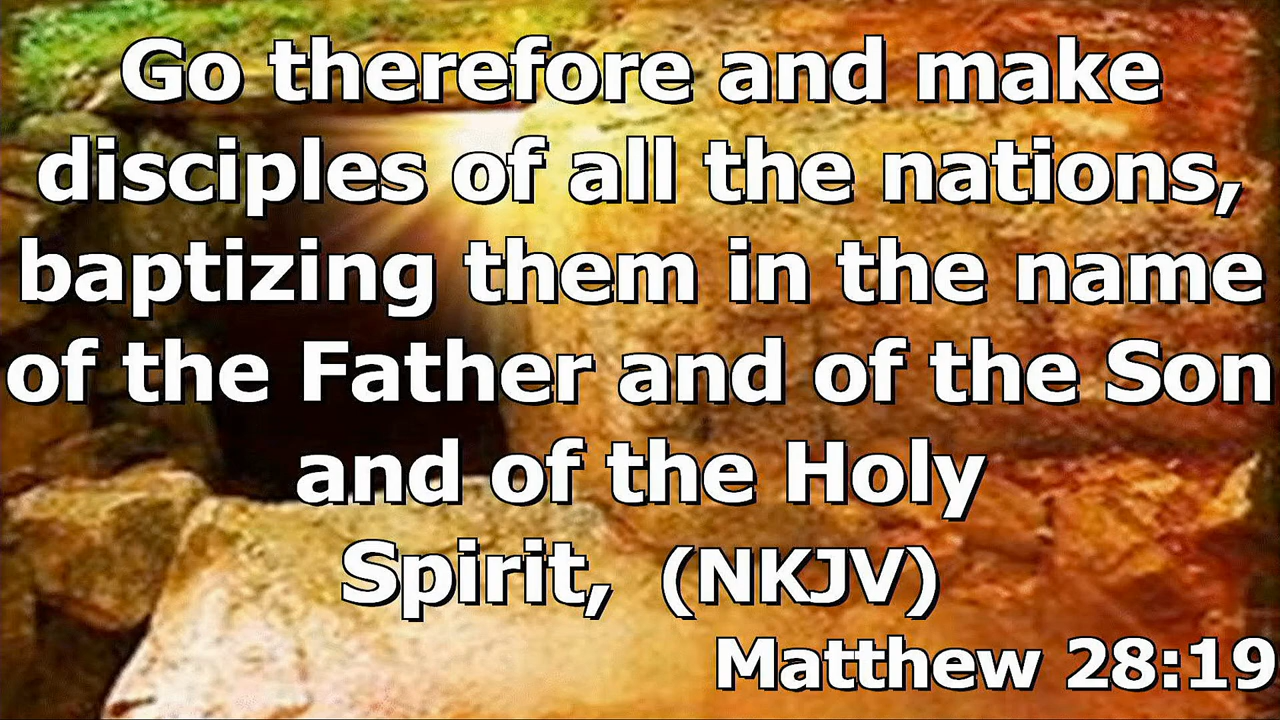 Go therefore and make
disciples of all the nations,
baptizing them in the name
of the Father and of the Son
and of the Holy
Spirit, (NKJV)
Matthew 28:19